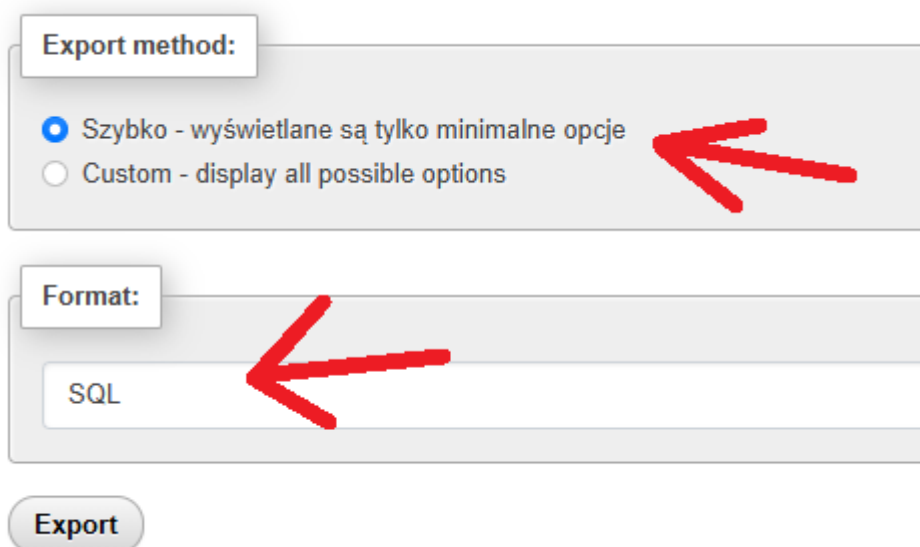 Export method:
Szybko - wyświetlane są tylko minimalne opcje
Custom - display all possible options
Format:
SQL
Export